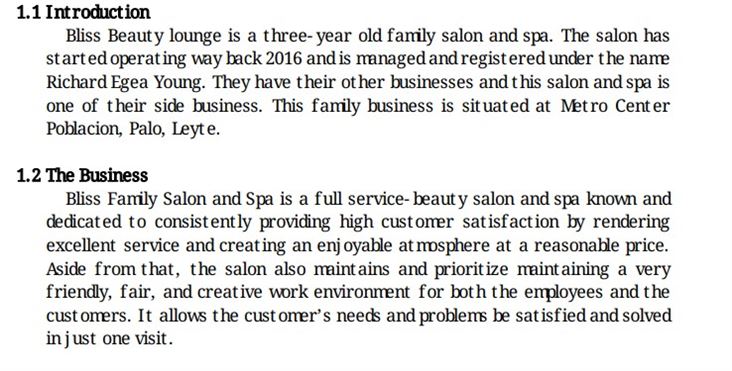 1.1 Introduction
Bliss Beauty lounge is a three-year old family salon and spa. The salon has
started operating way back 2016 and is managed and registered under the name
Richard Egea Young. They have their other businesses and this salon and spa is
one of their side business. This family business is situated at Metro Center
Poblacion, Palo, Leyte.
1.2 The Business
Bliss Family Salon and Spa is a full service-beauty salon and spa known and
dedicated to consistently providing high customer satisfaction by rendering
excellent service and creating an enjoyable atmosphere at a reasonable price.
Aside from that, the salon also maintains and prioritize maintaining a very
friendly, fair, and creative work environment for both the employees and the
customers. It allows the customer's needs and problems be satisfied and solved
in just one visit.